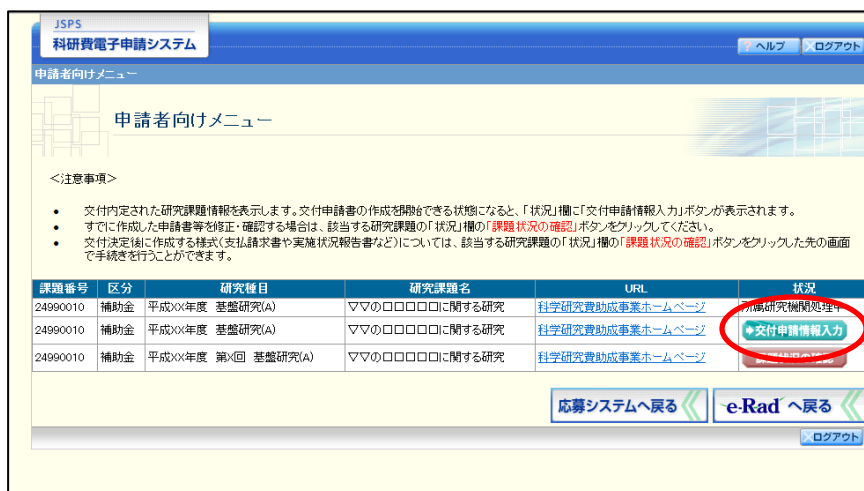 JSPS
科研費電子申請システム
? ヘルプ ログアウト
申請者向けメニュー
申請者向けメニュー
<注意事項>
• 交付内定された研究課題情報を表示します。交付申請書の作成を開始できる状態になると、「状況」欄に「交付申請情報入力」ボタンが表示されます。
• すでに作成した申請書等を修正・確認する場合は、該当する研究課題の「状況」欄の「課題状況の確認」ボタンをクリックしてください。
• 交付決定後に作成する様式(支払請求書や実施状況報告書など)については、該当する研究課題の「状況」欄の「課題状況の確認」ボタンをクリックした先の画面
で手続きを行うことができます。
課題番号 区分 研究種目 研究課題名 URL 状況
24990010 補助金 平成XX年度 基盤研究(A) ▽▽の□□□□□に関する研究 科学研究費助成事業ホームページ 所属研究機関処理中
24990010 補助金 平成XX年度 基盤研究(A) ▽▽の□□□□□に関する研究 科学研究費助成事業ホームページ 交付申請情報入力
24990010 補助金 平成XX年度 第X回 基盤研究(A) ▽▽の□□□□□に関する研究 科学研究費助成事業ホームページ 課題状況の確認
応募システムへ戻る e-Rad へ戻る
ログアウト